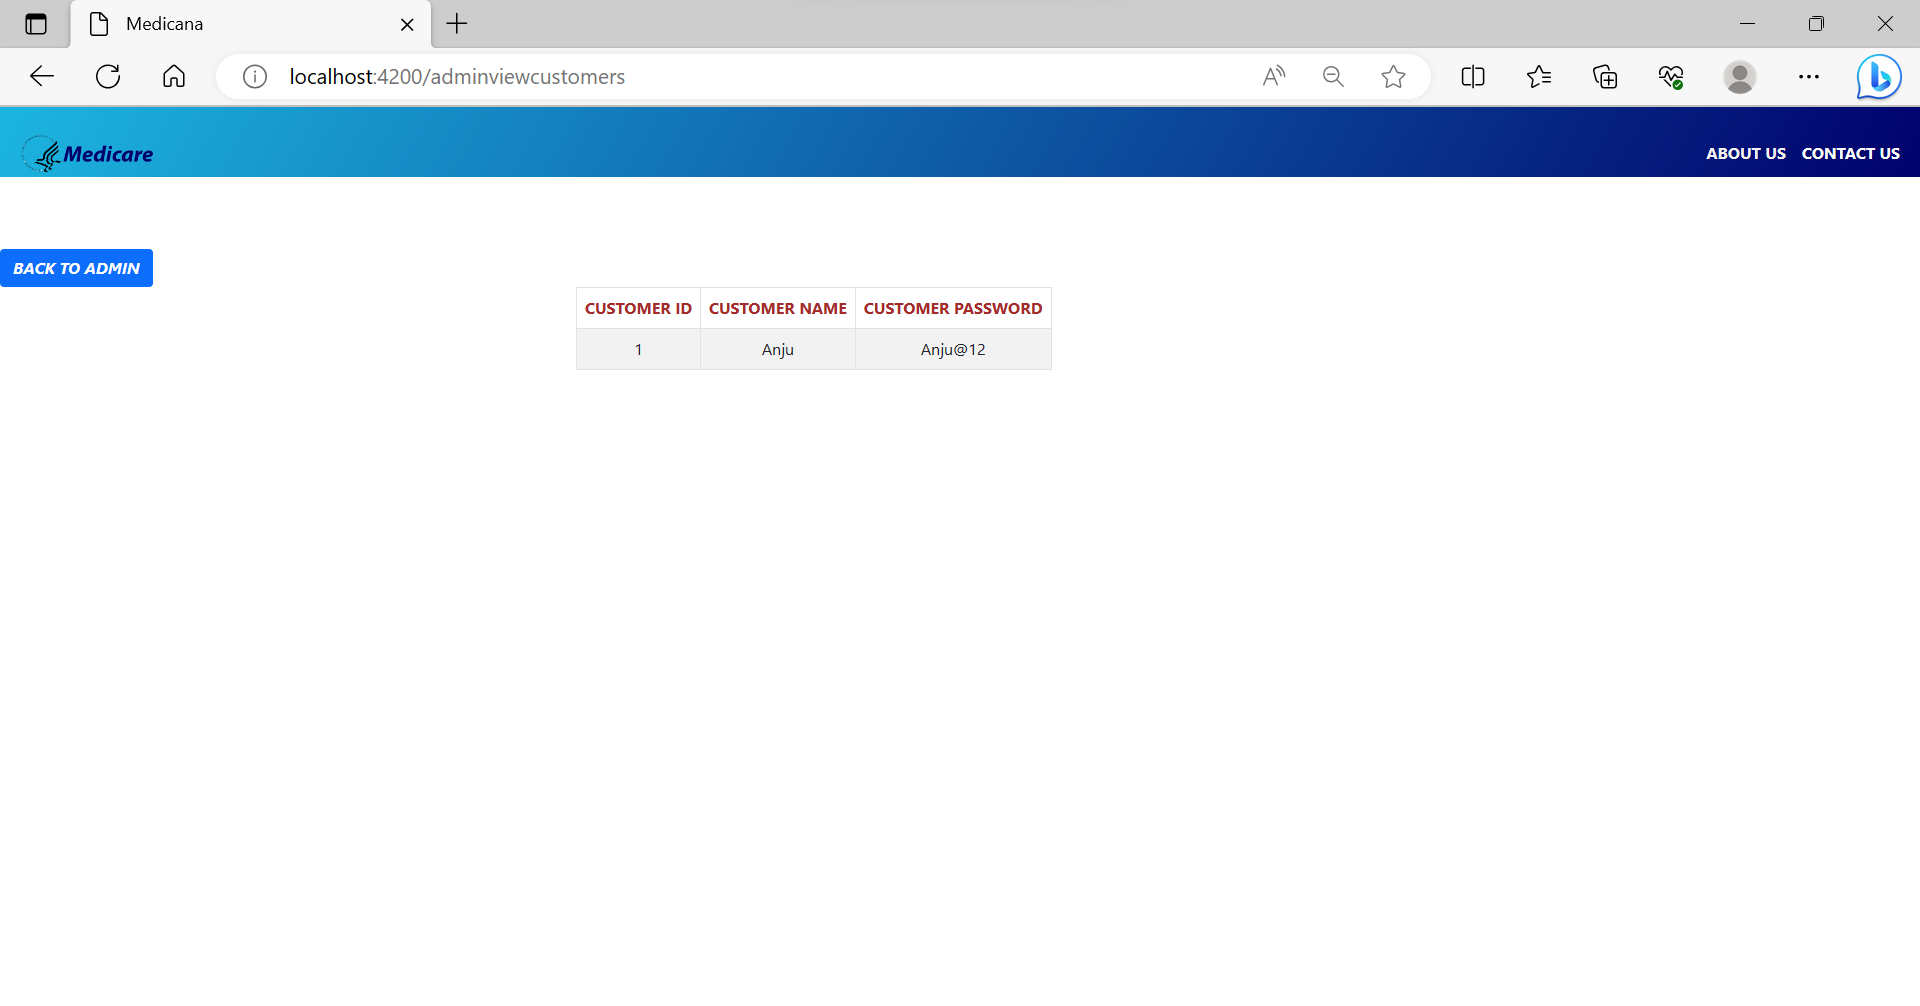 Medicana
localhost:4200/adminviewcustomers
Medicare
ABOUT US CONTACT US
BACK TO ADMIN
CUSTOMER ID CUSTOMER NAME CUSTOMER PASSWORD
1 Anju Anju@12